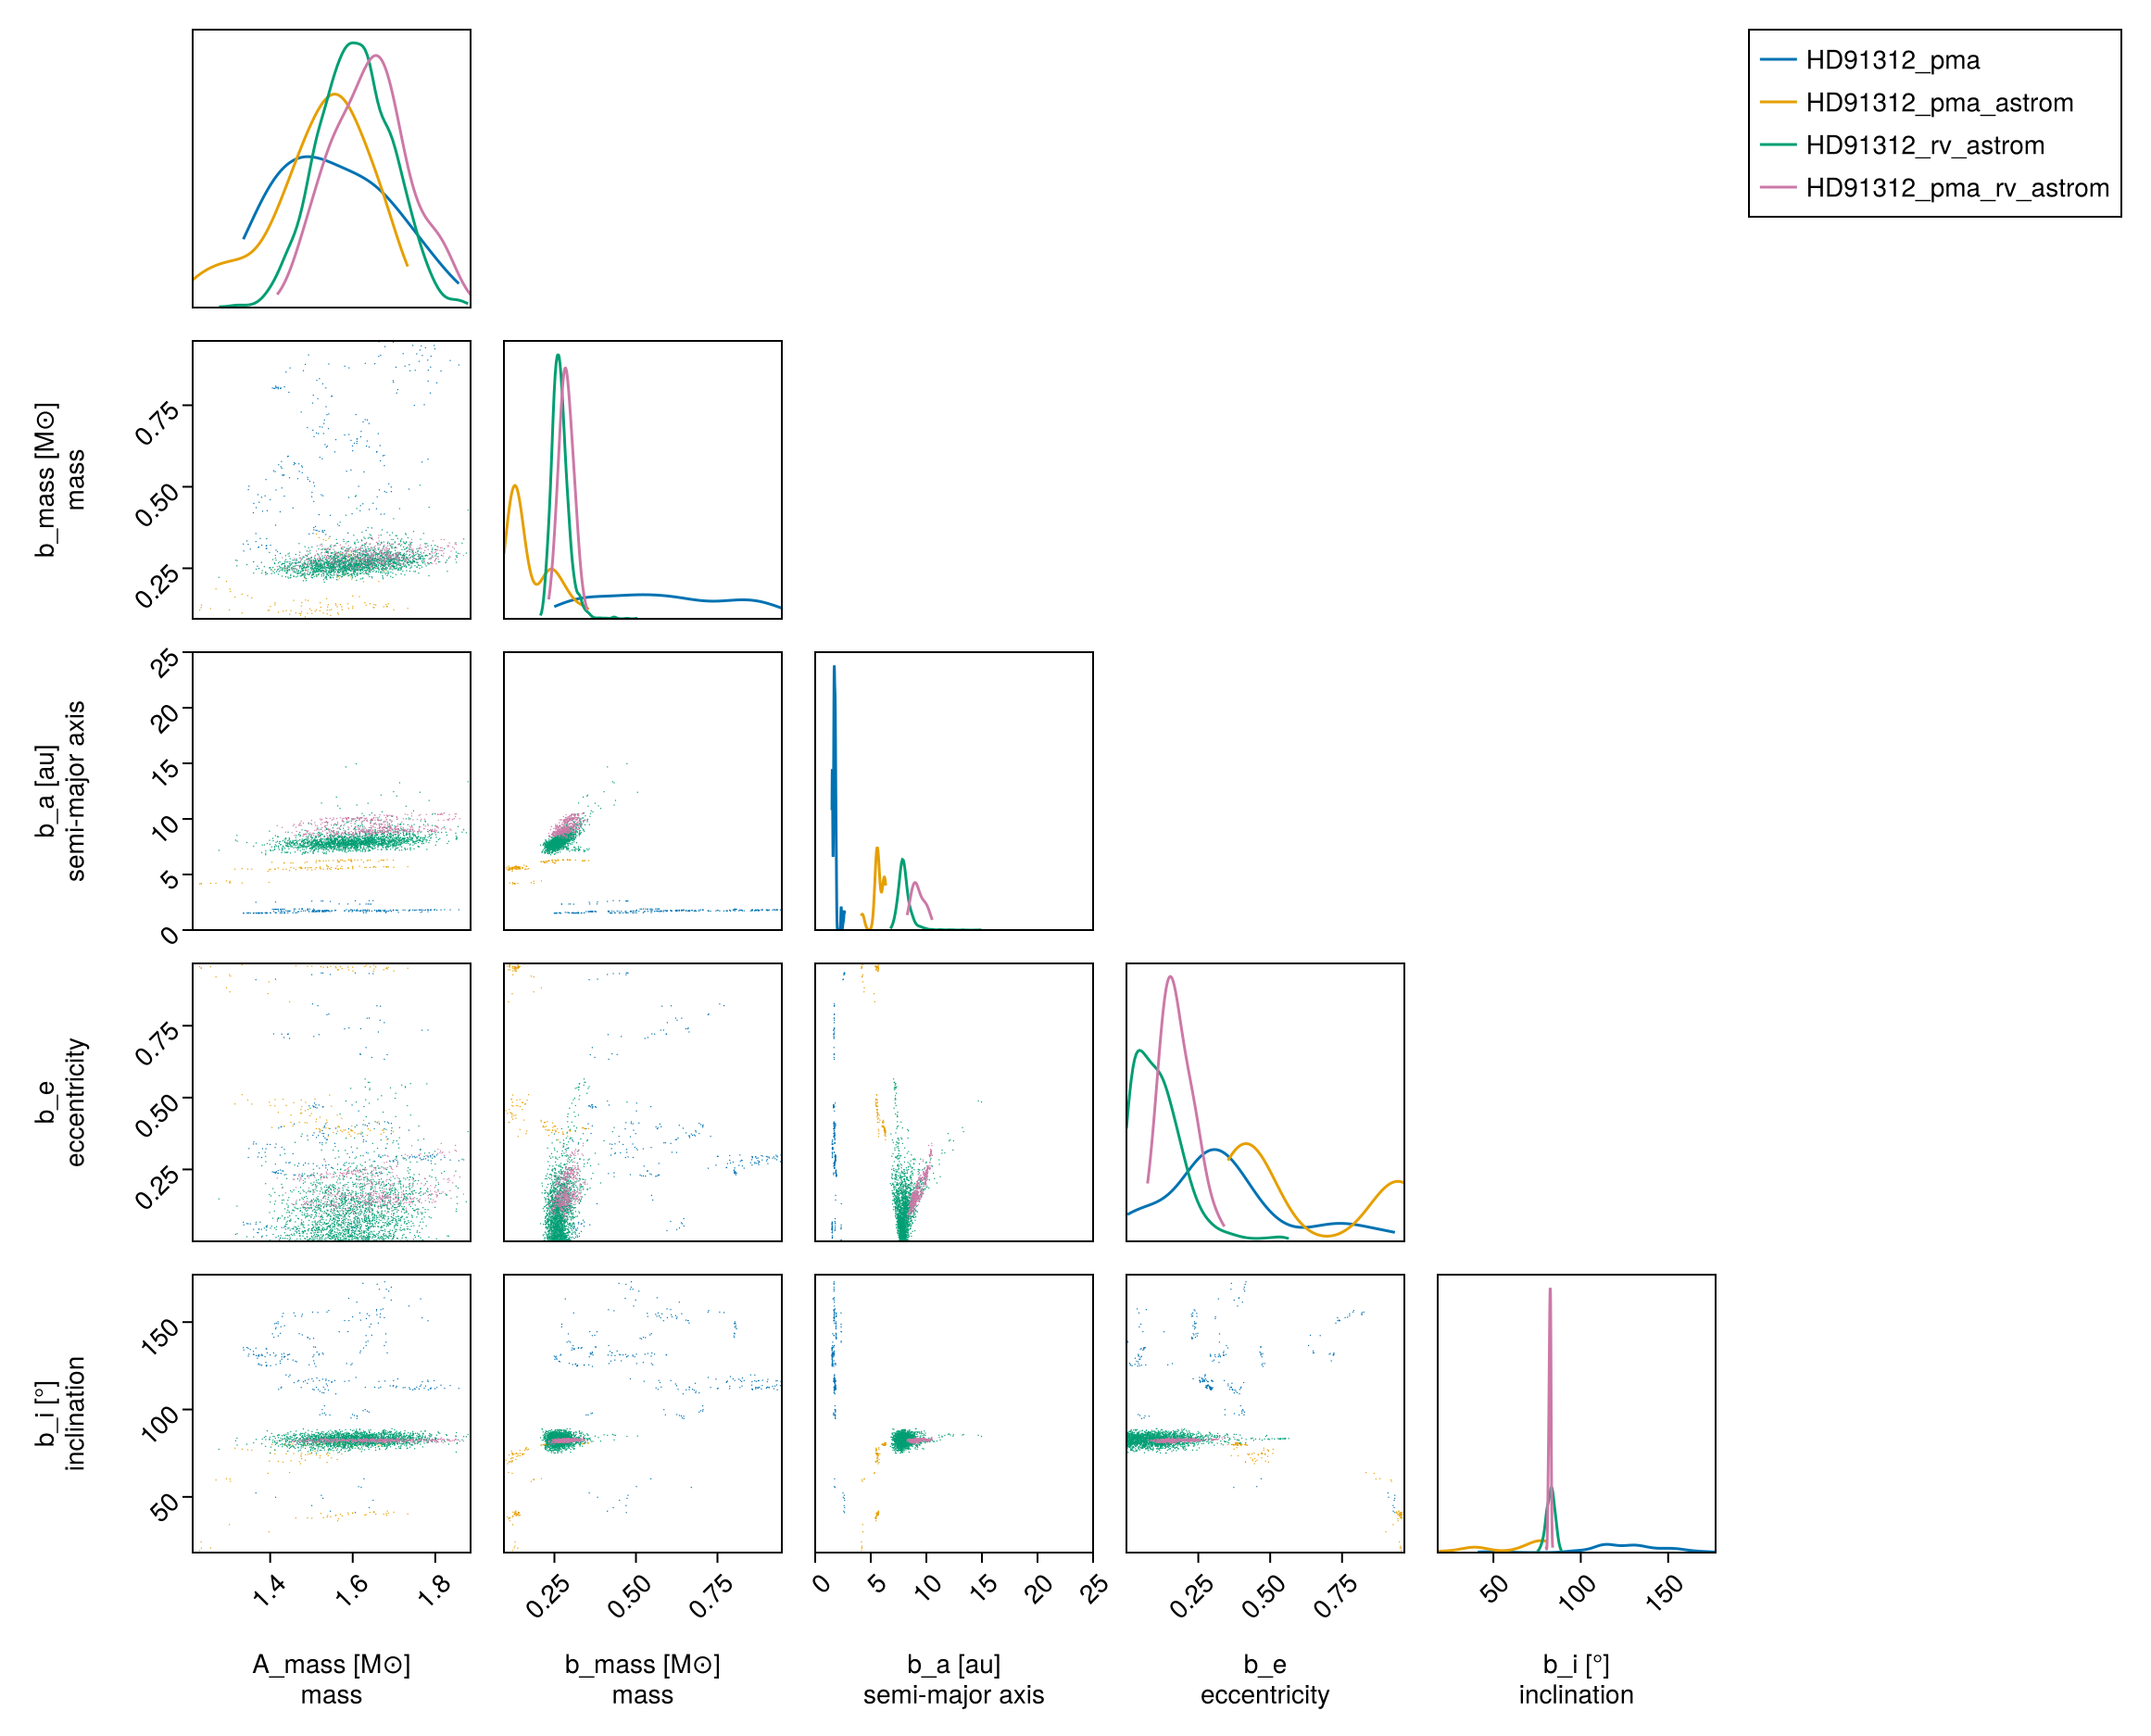 HD91312_pma
HD91312_pma_astrom
HD91312_rv_astrom
HD91312_pma_rv_astrom
b_mass [M⊙]
mass
0.75
0.50
0.25
b_a [au]
semi-major axis
25
20
15
10
5
0
b_e
eccentricity
0.75
0.50
0.25
b_i [°]
inclination
150
100
50
1.4 1.6 1.8
0.25 0.50 0.75
0 5 10 15 20 25
0.25 0.50 0.75
50 100 150
A_mass [M⊙]
mass
b_mass [M⊙]
mass
b_a [au]
semi-major axis
b_e
eccentricity
b_i [°]
inclination